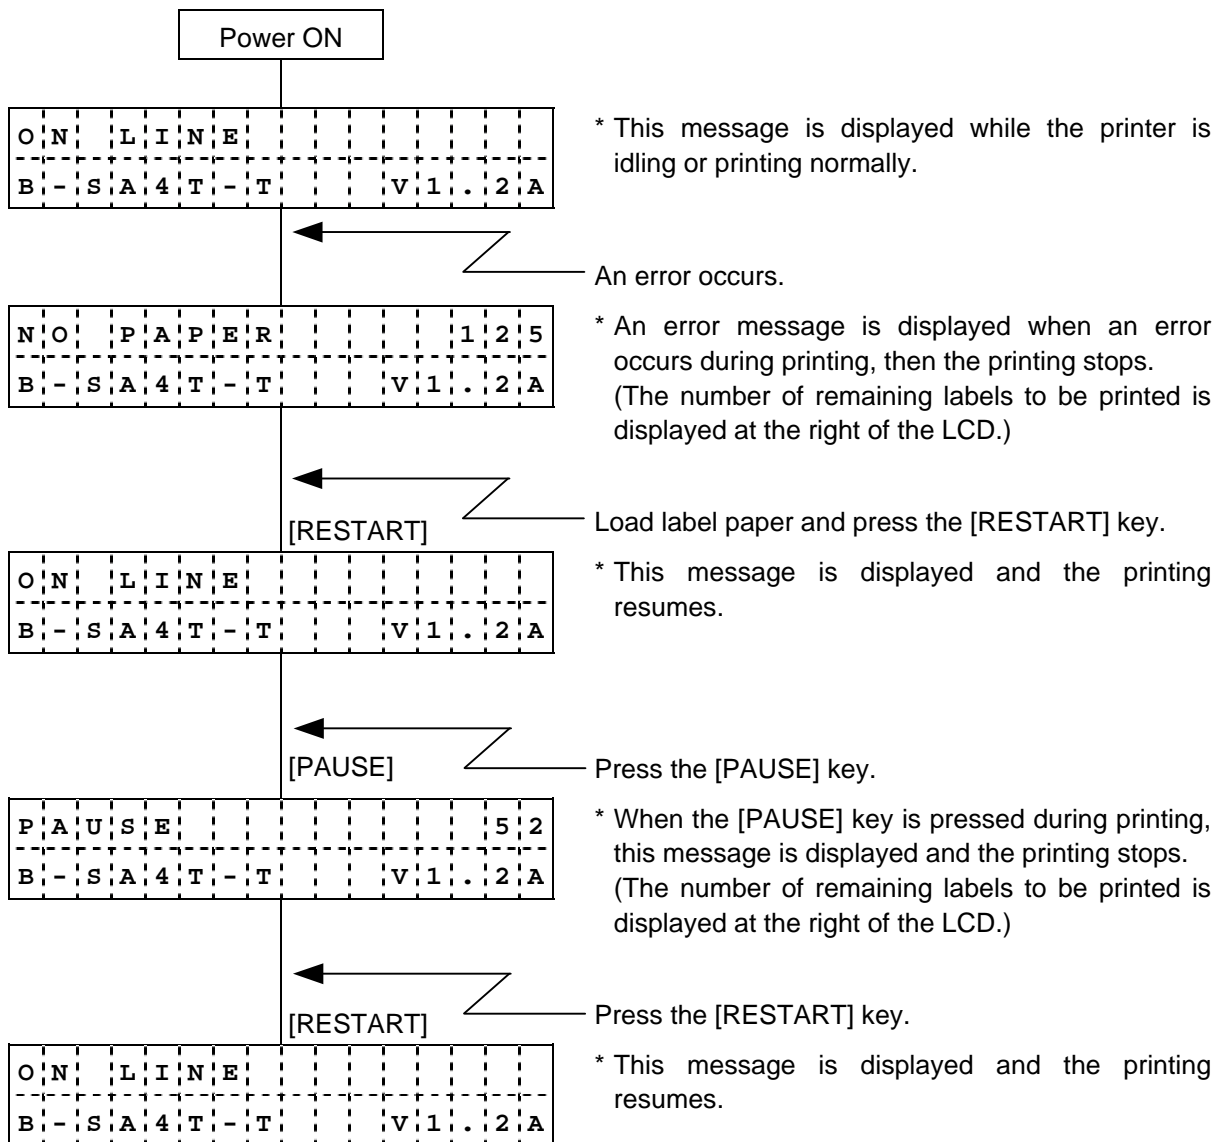 Power ON
ON LINE
B-SA4T-T V1.2A
* This message is displayed while the printer is
idling or printing normally.
An error occurs.
NO PAPER 125
B-SA4T-T V1.2A
* An error message is displayed when an error
occurs during printing, then the printing stops.
(The number of remaining labels to be printed is
displayed at the right of the LCD.)
[RESTART]
Load label paper and press the [RESTART] key.
ON LINE
B-SA4T-T V1.2A
* This message is displayed and the printing
resumes.
[PAUSE]
Press the [PAUSE] key.
PAUSE 52
B-SA4T-T V1.2A
* When the [PAUSE] key is pressed during printing,
this message is displayed and the printing stops.
(The number of remaining labels to be printed is
displayed at the right of the LCD.)
[RESTART]
Press the [RESTART] key.
ON LINE
B-SA4T-T V1.2A
* This message is displayed and the printing
resumes.